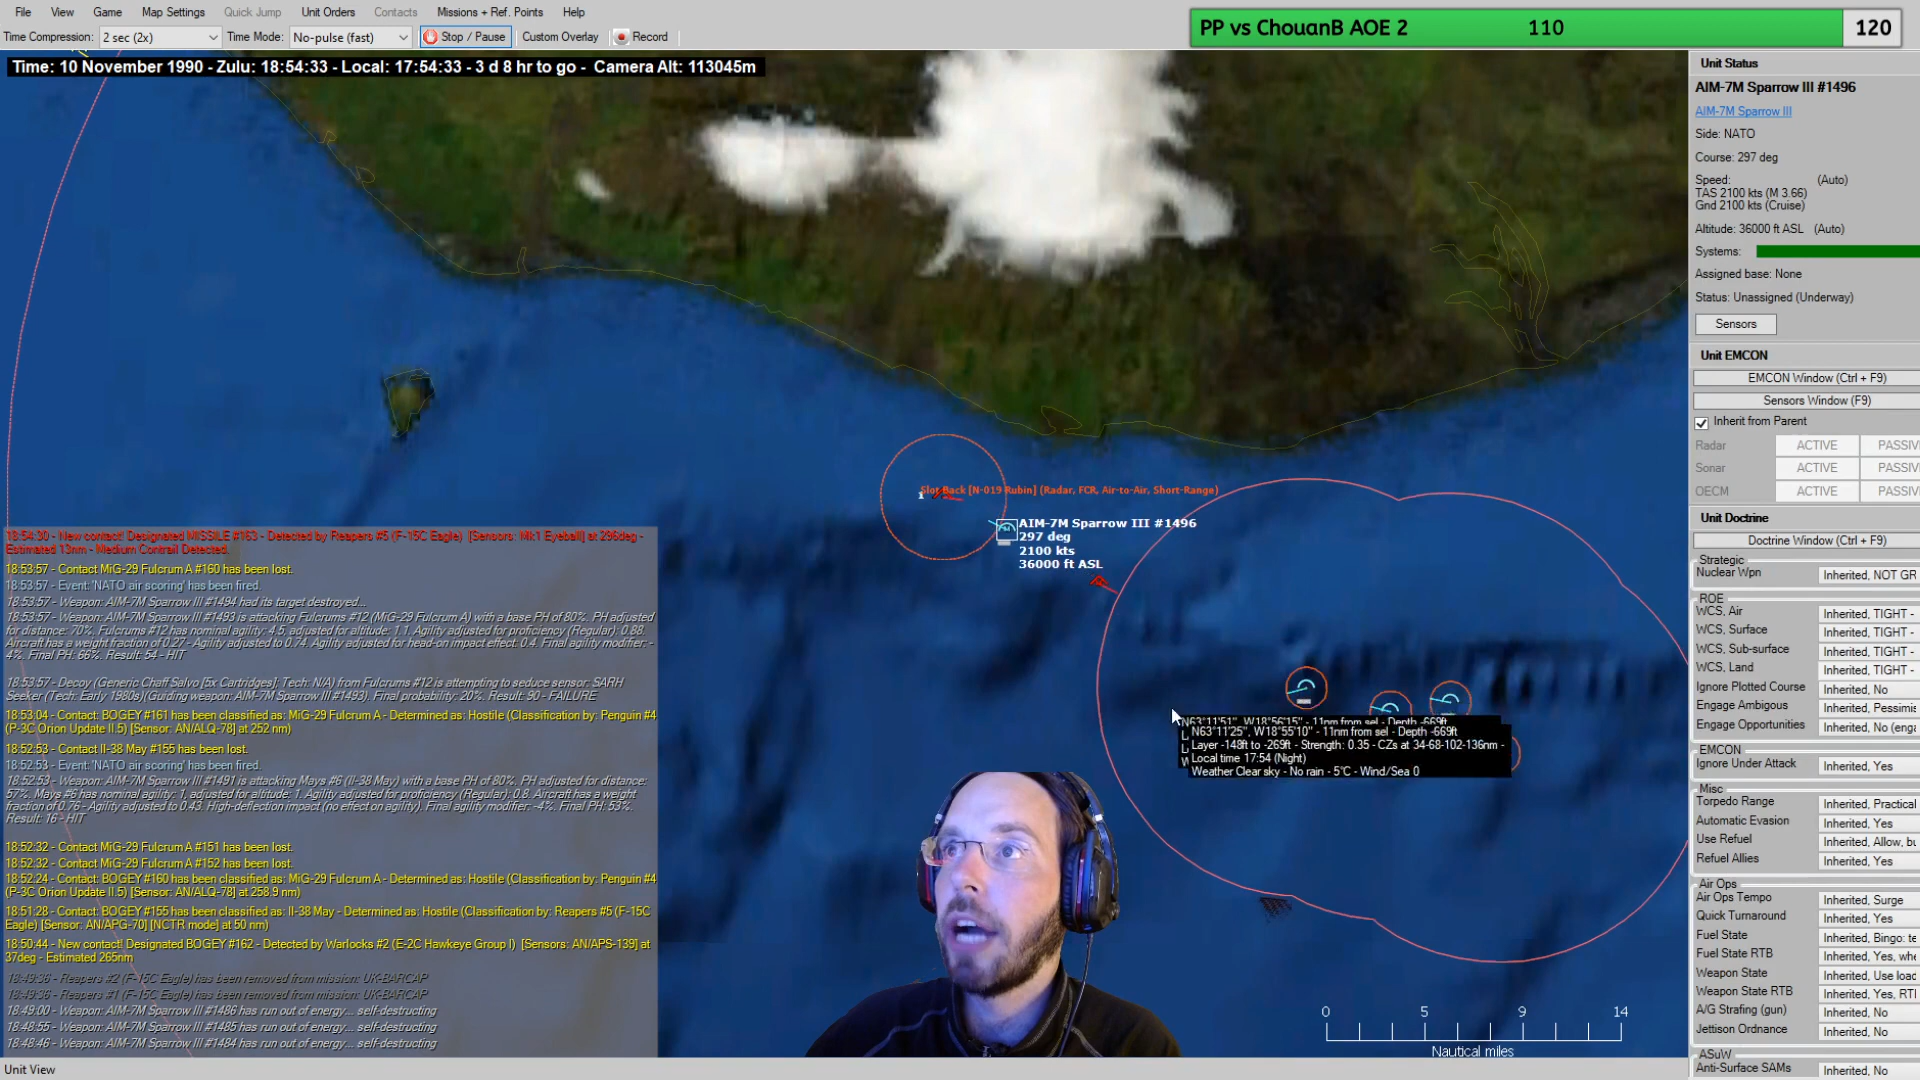 File View Game Map Settings Quick Jump Unit Orders Contacts Missions + Ref. Points Help
Time Compression: 2 sec (2x) Time Mode: No-pulse (fast) Stop / Pause Custom Overlay Record
PP vs ChouanB AOE 2 110 120
Time: 10 November 1990 - Zulu: 18:54:33 - Local: 17:54:33 - 3 d 8 hr to go - Camera Alt: 113045m
Slot Back [N-019 Rubin] (Radar, FCR, Air-to-Air, Short-Range)
1
AIM-7M Sparrow III #1496
297 deg
2100 kts
36000 ft ASL
N63°11'51", W18°56'15" - 11nm from sel - Depth -669ft
N63°11'25", W18°55'10" - 11nm from sel - Depth -669ft
Layer -148ft to -269ft - Strength: 0.35 - CZs at 34-68-102-136nm -
Local time 17:54 (Night)
Weather Clear sky - No rain - 5°C - Wind/Sea 0
18:54:30 - New contact! Designated MISSILE #163 - Detected by Reapers #5 (F-15C Eagle) [Sensors: Mk1 Eyeball] at 296deg -
Estimated 13nm - Medium Contrail Detected.
18:53:57 - Contact MiG-29 Fulcrum A #160 has been lost.
18:53:57 - Event: 'NATO air scoring' has been fired.
18:53:57 - Weapon: AIM-7M Sparrow III #1494 had its target destroyed...
18:53:57 - Weapon: AIM-7M Sparrow III #1493 is attacking Fulcrums #12 (MiG-29 Fulcrum A) with a base PH of 80%. PH adjusted
for distance: 70%. Fulcrums #12 has nominal agility: 4.5, adjusted for altitude: 1.1. Agility adjusted for proficiency (Regular): 0.88.
Aircraft has a weight fraction of 0.27 - Agility adjusted to 0.74. Agility adjusted for head-on impact effect: 0.4. Final agility modifier: -
4%. Final PH: 66%. Result: 54 - HIT
18:53:57 - Decoy (Generic Chaff Salvo [5x Cartridges]; Tech: N/A) from Fulcrums #12 is attempting to seduce sensor: SARH
Seeker (Tech: Early 1980s)(Guiding weapon: AIM-7M Sparrow III #1493). Final probability: 20%. Result: 90 - FAILURE
18:53:04 - Contact: BOGEY #161 has been classified as: MiG-29 Fulcrum A - Determined as: Hostile (Classification by: Penguin #4
(P-3C Orion Update II.5) [Sensor: AN/ALQ-78] at 252 nm)
18:52:53 - Contact Il-38 May #155 has been lost.
18:52:53 - Event: 'NATO air scoring' has been fired.
18:52:53 - Weapon: AIM-7M Sparrow III #1491 is attacking Mays #6 (Il-38 May) with a base PH of 80%. PH adjusted for distance:
57%. Mays #6 has nominal agility: 1, adjusted for altitude: 1. Agility adjusted for proficiency (Regular): 0.8. Aircraft has a weight
fraction of 0.76 - Agility adjusted to 0.43. High-deflection impact (no effect on agility). Final agility modifier: -4%. Final PH: 53%.
Result: 16 - HIT
18:52:32 - Contact MiG-29 Fulcrum A #151 has been lost.
18:52:32 - Contact MiG-29 Fulcrum A #152 has been lost.
18:52:24 - Contact: BOGEY #160 has been classified as: MiG-29 Fulcrum A - Determined as: Hostile (Classification by: Penguin #4
(P-3C Orion Update II.5) [Sensor: AN/ALQ-78] at 258.9 nm)
18:51:28 - Contact: BOGEY #155 has been classified as: Il-38 May - Determined as: Hostile (Classification by: Reapers #5 (F-15C
Eagle) [Sensor: AN/APG-70] [NCTR mode] at 50 nm)
18:50:44 - New contact! Designated BOGEY #162 - Detected by Warlocks #2 (E-2C Hawkeye Group I) [Sensors: AN/APS-139] at
37deg - Estimated 265nm
18:49:36 - Reapers #2 (F-15C Eagle) has been removed from mission: UK-BARCAP
18:49:36 - Reapers #1 (F-15C Eagle) has been removed from mission: UK-BARCAP
18:49:00 - Weapon: AIM-7M Sparrow III #1486 has run out of energy... self-destructing
18:48:55 - Weapon: AIM-7M Sparrow III #1485 has run out of energy... self-destructing
18:48:46 - Weapon: AIM-7M Sparrow III #1484 has run out of energy... self-destructing
0 5 9 14
Nautical miles
Unit View
Unit Status
AIM-7M Sparrow III #1496
AIM-7M Sparrow III
Side: NATO
Course: 297 deg
Speed: (Auto)
TAS 2100 kts (M 3.66)
Gnd 2100 kts (Cruise)
Altitude: 36000 ft ASL (Auto)
Systems:
Assigned base: None
Status: Unassigned (Underway)
Sensors
Unit EMCON
EMCON Window (Ctrl + F9)
Sensors Window (F9)
Inherit from Parent
Radar ACTIVE PASSIV
Sonar ACTIVE PASSIV
OECM ACTIVE PASSIV
Unit Doctrine
Doctrine Window (Ctrl + F9)
Strategic
Nuclear Wpn Inherited, NOT GR
ROE
WCS, Air Inherited, TIGHT -
WCS, Surface Inherited, TIGHT -
WCS, Sub-surface Inherited, TIGHT -
WCS, Land Inherited, TIGHT -
Ignore Plotted Course Inherited, No
Engage Ambiguous Inherited, Pessimis
Engage Opportunities Inherited, No (enga
EMCON
Ignore Under Attack Inherited, Yes
Misc
Torpedo Range Inherited, Practical
Automatic Evasion Inherited, Yes
Use Refuel Inherited, Allow, bu
Refuel Allies Inherited, Yes
Air Ops
Air Ops Tempo Inherited, Surge
Quick Turnaround Inherited, Yes
Fuel State Inherited, Bingo: te
Fuel State RTB Inherited, Yes, whe
Weapon State Inherited, Use load
Weapon State RTB Inherited, Yes, RTI
A/G Strafing (gun) Inherited, No
Jettison Ordnance Inherited, No
ASuW
Anti-Surface SAMs Inherited, No